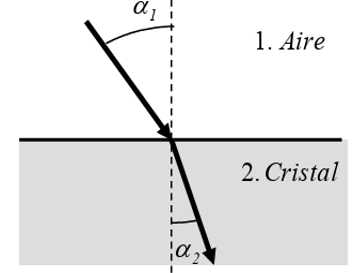 α1
1. Aire
2. Cristal
α2